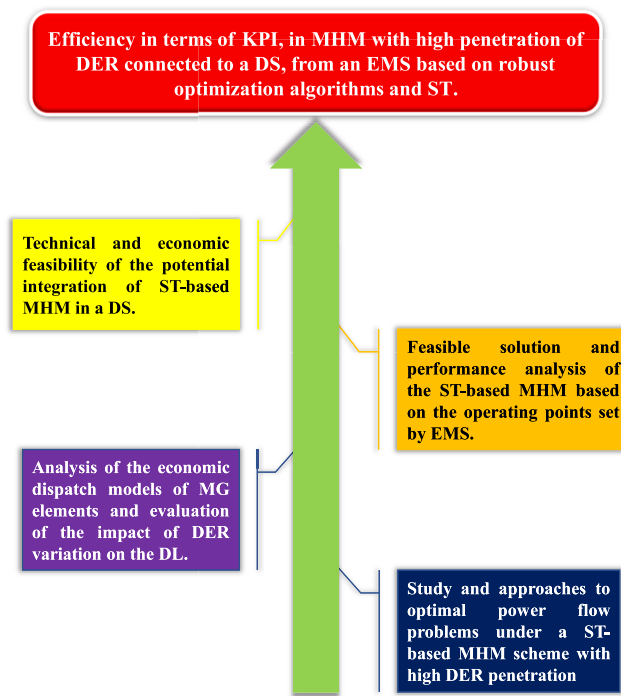 Efficiency in terms of KPI, in MHM with high penetration of
DER connected to a DS, from an EMS based on robust
optimization algorithms and ST.
Technical and economic
feasibility of the potential
integration of ST-based
MHM in a DS.
Feasible solution and
performance analysis of
the ST-based MHM based
on the operating points set
by EMS.
Analysis of the economic
dispatch models of MG
elements and evaluation
of the impact of DER
variation on the DL.
Study and approaches to
optimal power flow
problems under a ST-
based MHM scheme with
high DER penetration